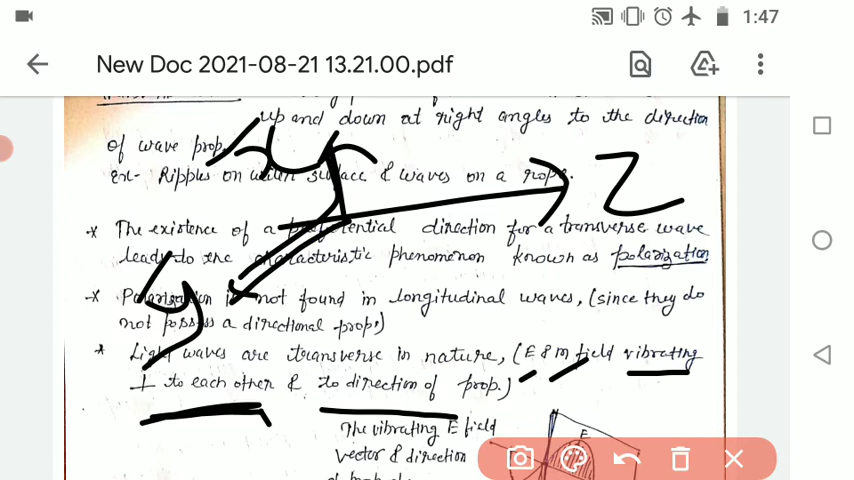 1:47
New Doc 2021-08-21 13.21.00.pdf
up and down at right angles to the direction
of wave prop.
ex- Ripples on water surface & waves on a rope.
x Z
* The existence of a preferential direction for a transverse wave
leads to the characteristic phenomenon known as polarization
y
* Polarization is not found in longitudinal waves, (since they do
not possess a directional prop.)
* Light waves are transverse in nature, (E & M field vibrating
⊥ to each other & to direction of prop.)
The vibrating E field
vector & direction
E